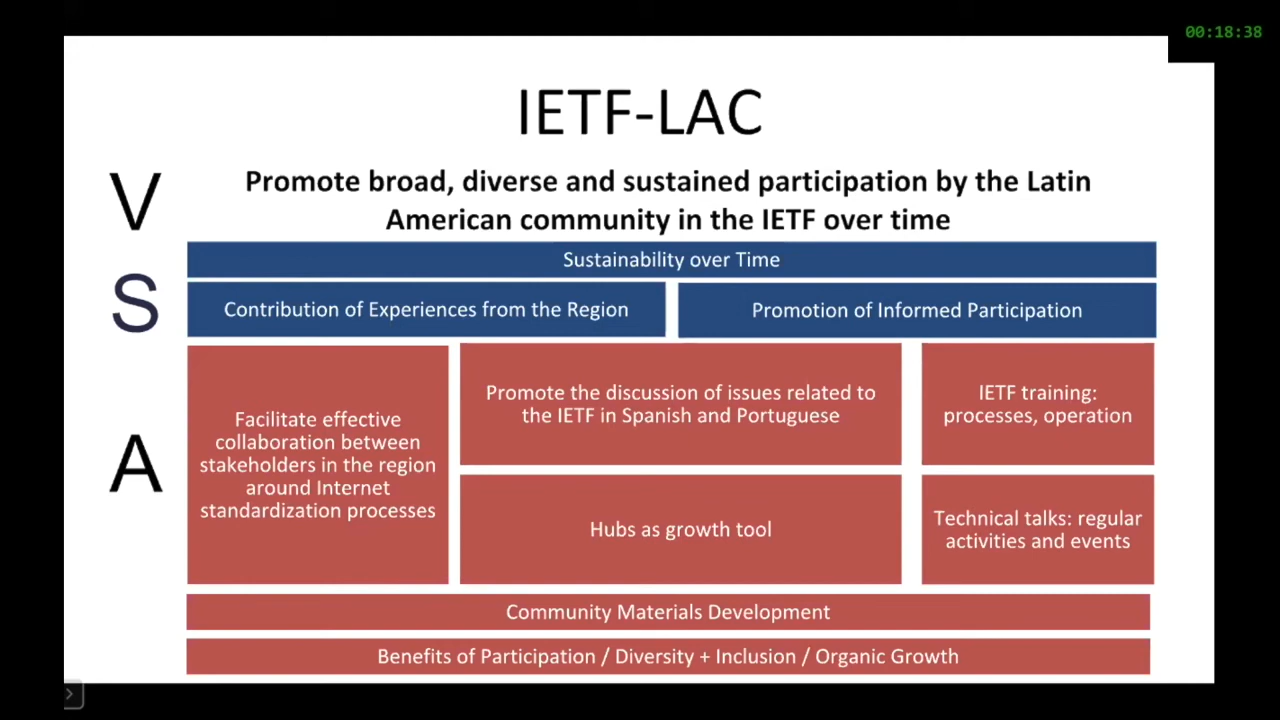 00:18:38
IETF-LAC
V
Promote broad, diverse and sustained participation by the Latin
American community in the IETF over time
S
Sustainability over Time
Contribution of Experiences from the Region
Promotion of Informed Participation
A
Facilitate effective
collaboration between
stakeholders in the region
around Internet
standardization processes
Promote the discussion of issues related to
the IETF in Spanish and Portuguese
IETF training:
processes, operation
Hubs as growth tool
Technical talks: regular
activities and events
Community Materials Development
Benefits of Participation / Diversity + Inclusion / Organic Growth